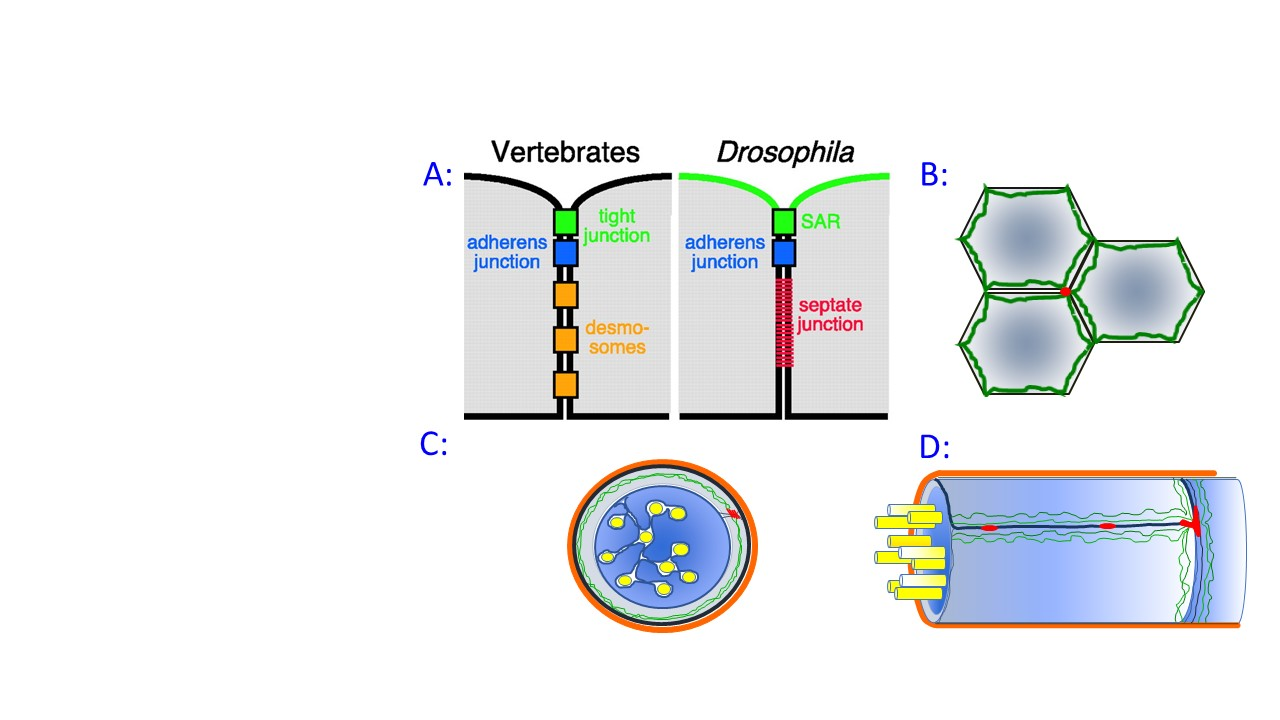 Vertebrates
Drosophila
A:
B:
tight
junction
SAR
adherens
junction
adherens
junction
septate
junction
desmo-
somes
C:
D: